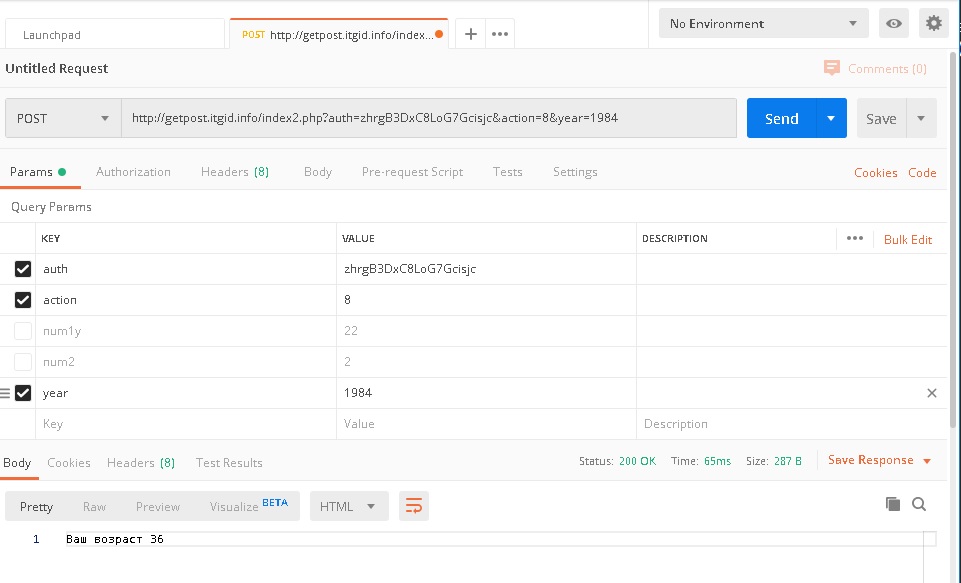 Launchpad POST http://getpost.itgid.info/index... + ••• No Environment
Untitled Request Comments (0)
POST http://getpost.itgid.info/index2.php?auth=zhrgB3DxC8LoG7Gcisjc&action=8&year=1984 Send Save
Params Authorization Headers (8) Body Pre-request Script Tests Settings Cookies Code
Query Params
KEY VALUE DESCRIPTION ••• Bulk Edit
auth zhrgB3DxC8LoG7Gcisjc
action 8
num1y 22
num2 2
year 1984
Key Value Description
Body Cookies Headers (8) Test Results Status: 200 OK Time: 65ms Size: 287 B Save Response
Pretty Raw Preview Visualize BETA HTML
1 Ваш возраст 36